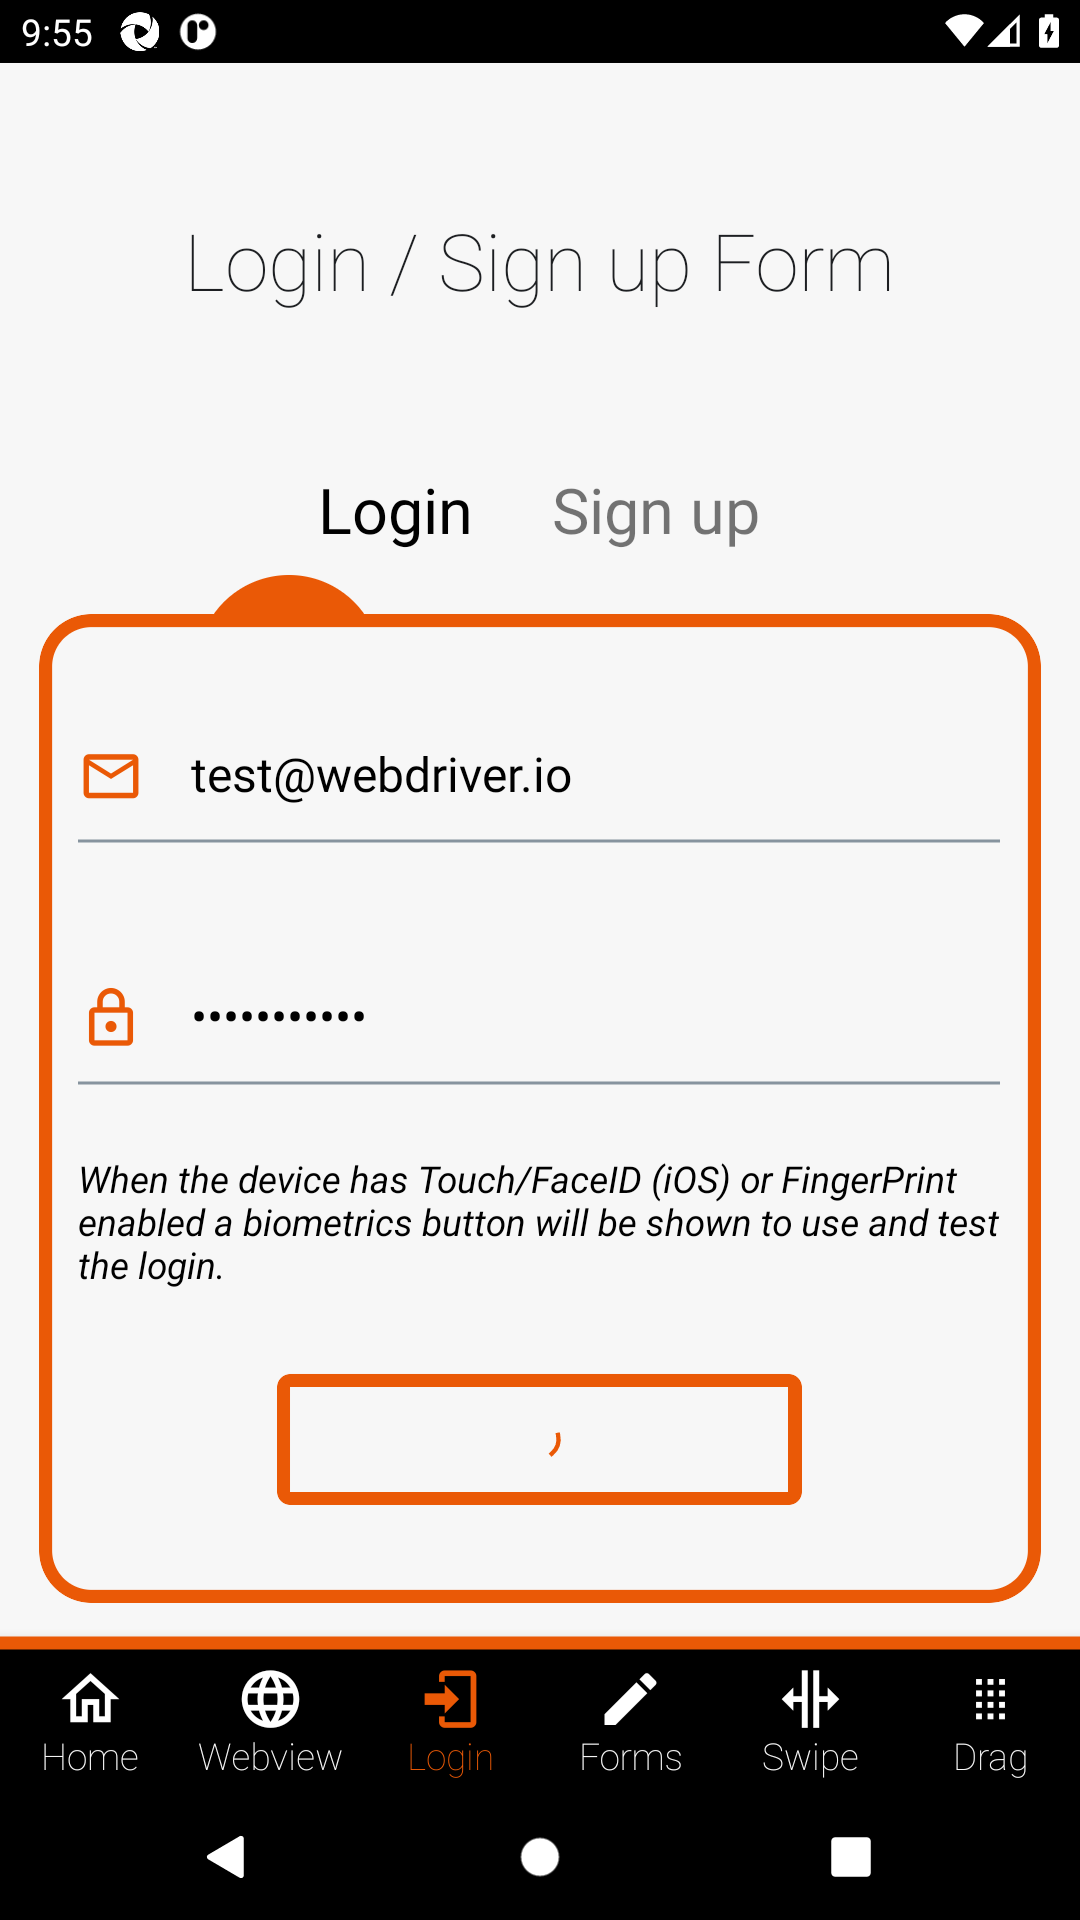 9:55
Login / Sign up Form
Login Sign up
test@webdriver.io
•••••••••••
When the device has Touch/FaceID (iOS) or FingerPrint
enabled a biometrics button will be shown to use and test
the login.
Home Webview Login Forms Swipe Drag